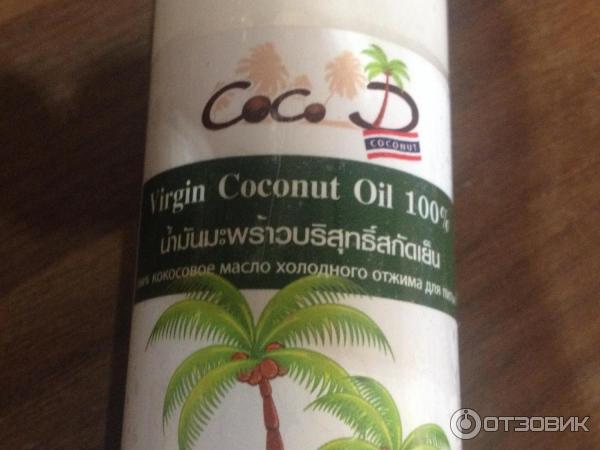 CoCo D
COCONUT
Virgin Coconut Oil 100%
น้ำมันมะพร้าวบริสุทธิ์สกัดเย็น
кокосовое масло холодного отжима для
ОТЗОВИК